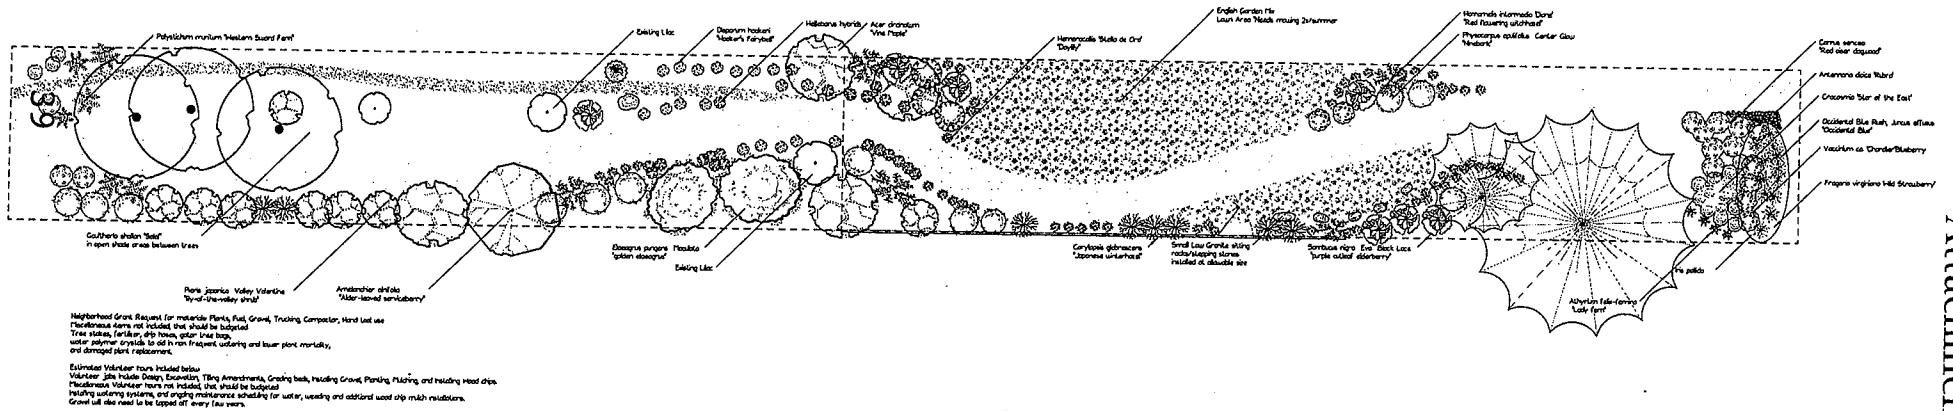 Polystichum munitum "Western Sword Fern"
Existing Lilac
Disporum hookeri
"Hooker's Fairybell"
Helleborus hybrids
Acer circinatum
"Vine Maple"
Hemerocallis 'Stella de Oro'
"Daylily"
English Garden Mix
Lawn Area "Needs mowing 2x/summer
Hamamelis intermedia 'Diane'
"Red flowering witchhazel"
Physocarpus opulifolius Center Glow
"Ninebark"
Cornus sericea
"Red osier dogwood"
Antennaria dioica 'Rubra'
Crocosmia 'Star of the East'
Occidental Blue Rush, Juncus effusus
"Occidental Blue"
Vaccinium ca. 'Chandler'Blueberry
Fragaria virginiana 'Wild Strawberry'
39
Gaultheria shallon "Salal"
in open shade areas between trees
Elaeagnus pungens Maculata
"golden elaeagnus"
Existing Lilac
Corylopsis glabrescens
"Japanese winterhazel"
Small Low Granite sitting
rocks/stepping stones
installed at allowable size
Sambucus nigra Eva Black Lace
"purple cutleaf elderberry"
Iris pallida
Pieris japonica Valley Valentine
"lily-of-the-valley shrub"
Amelanchier alnifolia
"Alder-leaved serviceberry"
Athyrium felix-femina
"Lady Fern"
Neighborhood Grant Request for materials: Plants, Fuel, Gravel, Trucking, Compactor, Hand tool use
Miscellaneous items not included, that should be budgeted
Tree stakes, fertilizer, drip hoses, gator tree bags,
water polymer crystals to aid in non frequent watering and lower plant mortality,
and damaged plant replacement.
Estimated Volunteer hours included below
Volunteer jobs include Design, Excavation, Tilling Amendments, Grading beds, Installing Gravel, Planting, Mulching, and Installing Wood chips
Miscellaneous Volunteer hours not included, that should be budgeted
Installing watering systems, and ongoing maintenance scheduling for water, weeding and additional wood chip mulch installations.
Gravel will also need to be topped off every few years.